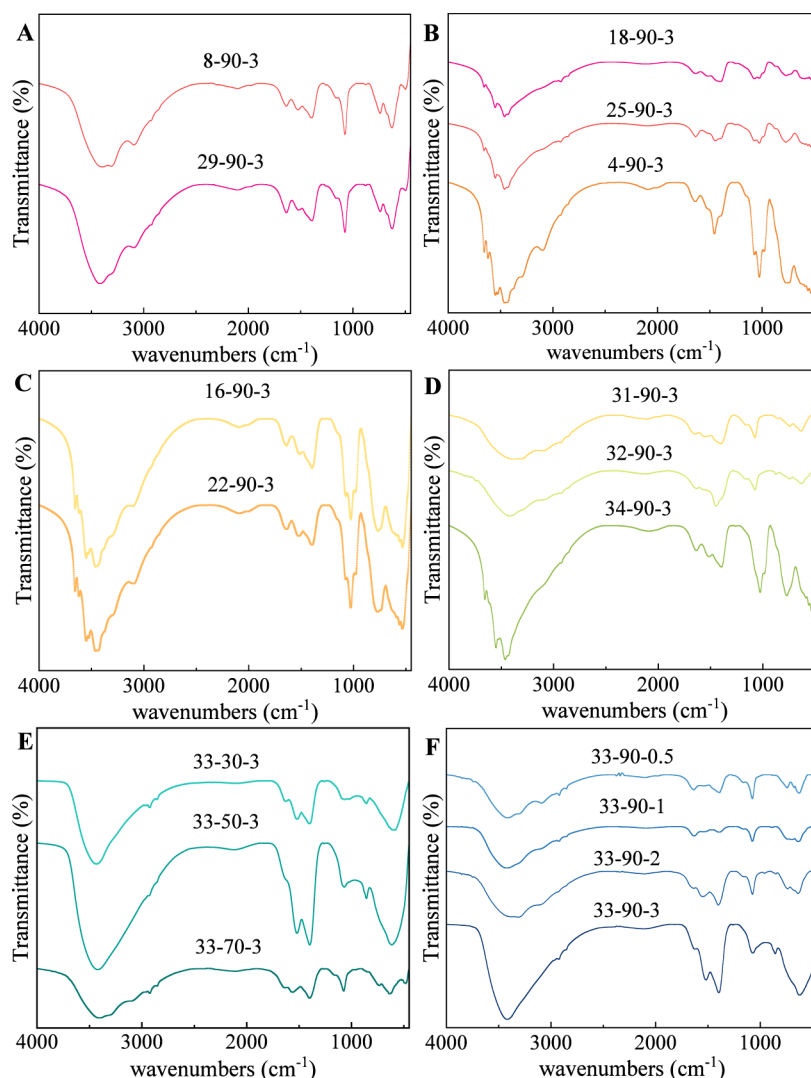 A
8-90-3
29-90-3
Transmittance (%)
4000 3000 2000 1000
wavenumbers (cm⁻¹)
B
18-90-3
25-90-3
4-90-3
Transmittance (%)
4000 3000 2000 1000
wavenumbers (cm⁻¹)
C
16-90-3
22-90-3
Transmittance (%)
4000 3000 2000 1000
wavenumbers (cm⁻¹)
D
31-90-3
32-90-3
34-90-3
Transmittance (%)
4000 3000 2000 1000
wavenumbers (cm⁻¹)
E
33-30-3
33-50-3
33-70-3
Transmittance (%)
4000 3000 2000 1000
wavenumbers (cm⁻¹)
F
33-90-0.5
33-90-1
33-90-2
33-90-3
Transmittance (%)
4000 3000 2000 1000
wavenumbers (cm⁻¹)